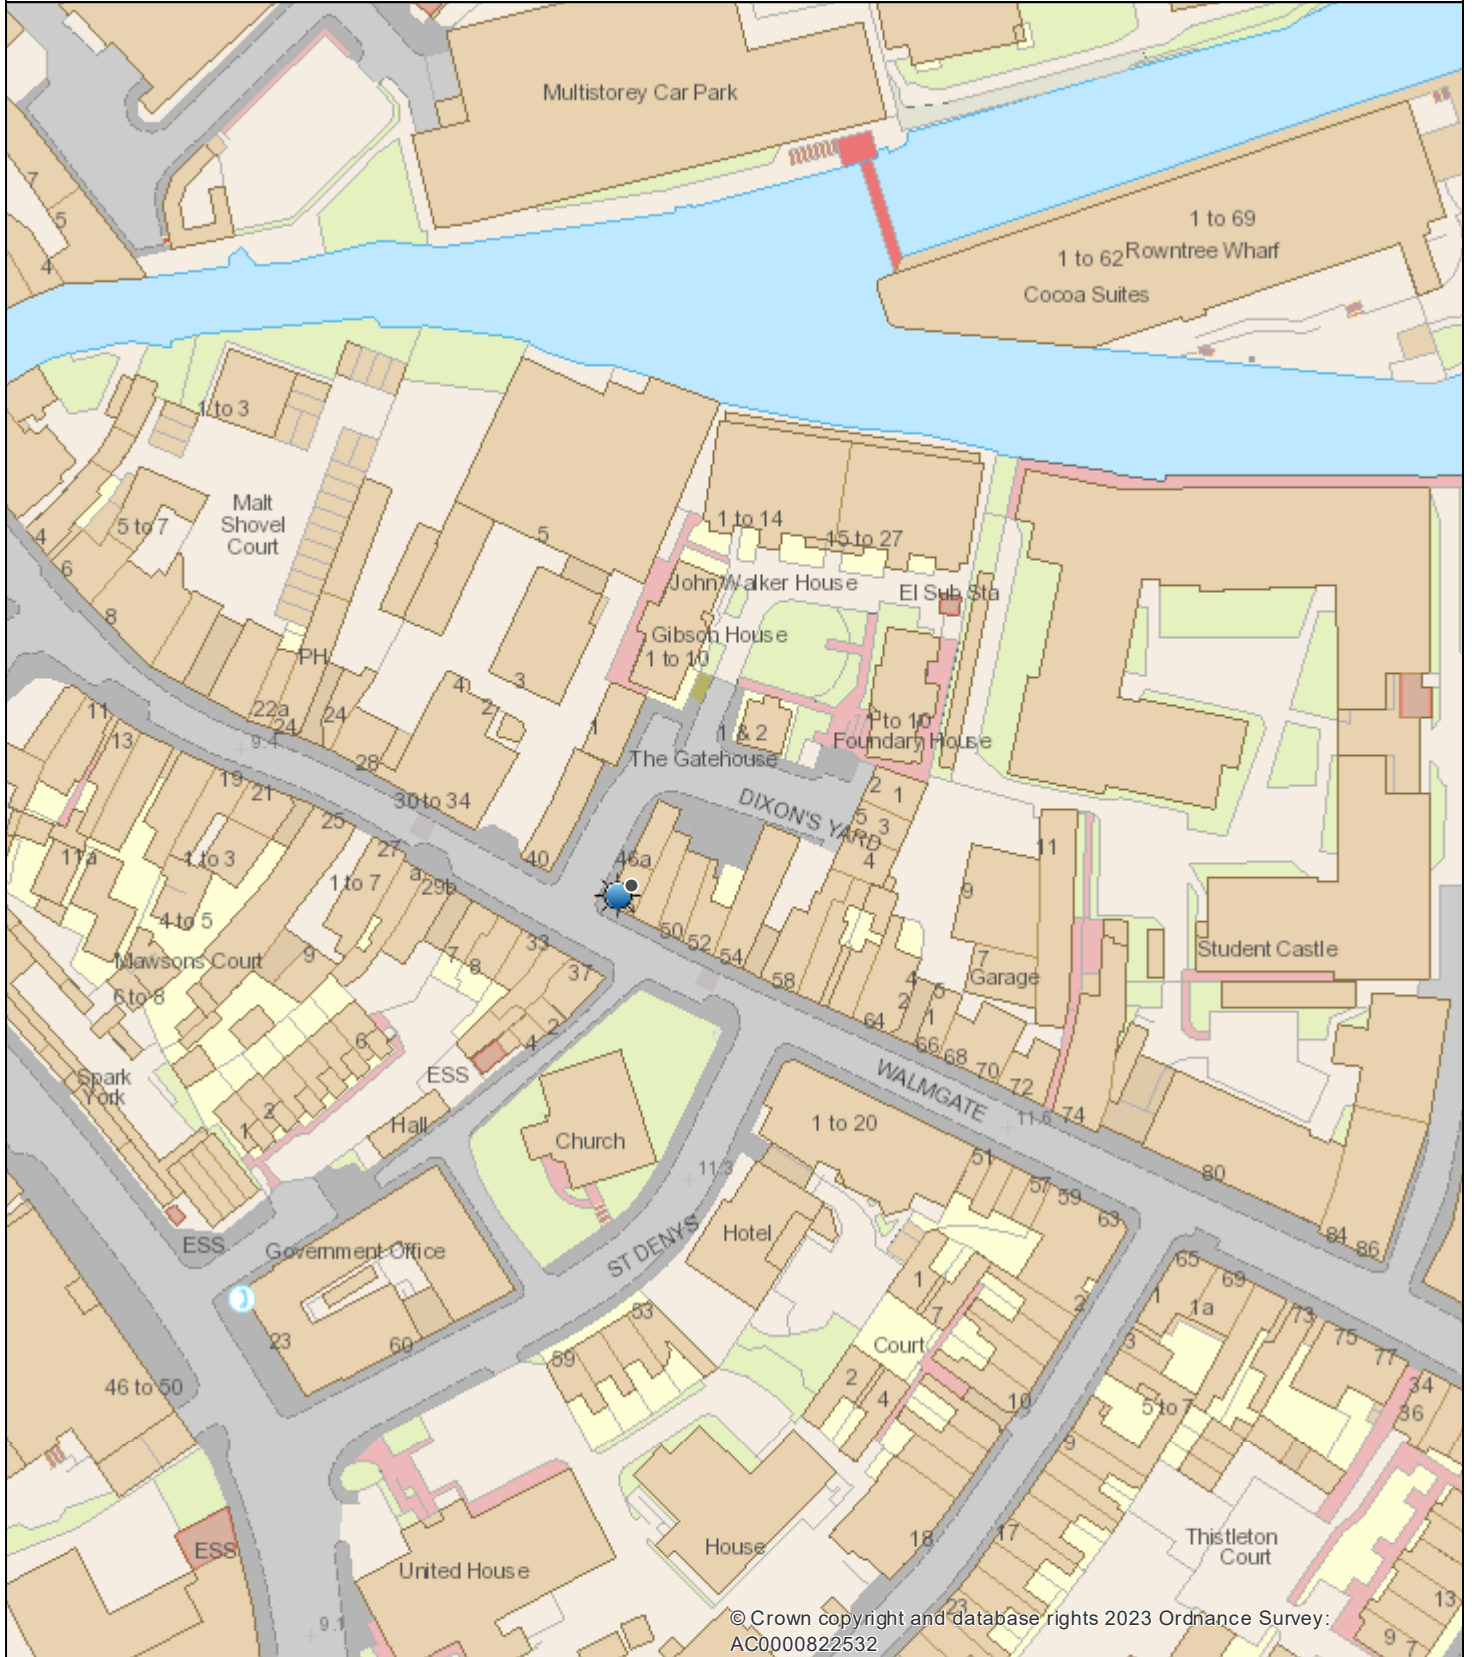 Multistorey Car Park
7
5
4
1 to 69
1 to 62
Rowntree Wharf
Cocoa Suites
1 to 3
Malt
Shovel
Court
5 to 7
4
6
8
5
1 to 14
15 to 27
John Walker House
El Sub Sta
Gibson House
1 to 10
PH
22a
24
24
28
4
2
3
1
1 & 2
The Gatehouse
1 to 10
Foundary House
DIXON'S YARD
2
1
5
3
4
11
13
9.4
19
21
25
30 to 34
27
a
29b
40
46a
11
9
7
Garage
11a
1 to 3
1 to 7
4 to 5
Mawsons Court
9
6 to 8
7
8
33
37
50
52
54
58
64
4
2
5
1
66
68
70
72
74
Student Castle
6
2
4
ESS
Spark
York
2
1
Hall
Church
WALMGATE
11.6
1 to 20
11.3
51
57
59
63
80
84
86
ESS
Government Office
ST DENYS
Hotel
23
60
53
59
1
7
Court
2
4
2
10
65
69
1
1a
3
73
75
77
34
36
5 to 7
9
46 to 50
ESS
United House
House
18
17
Thistleton
Court
23
13
9
7
9.1
© Crown copyright and database rights 2023 Ordnance Survey:
AC0000822532